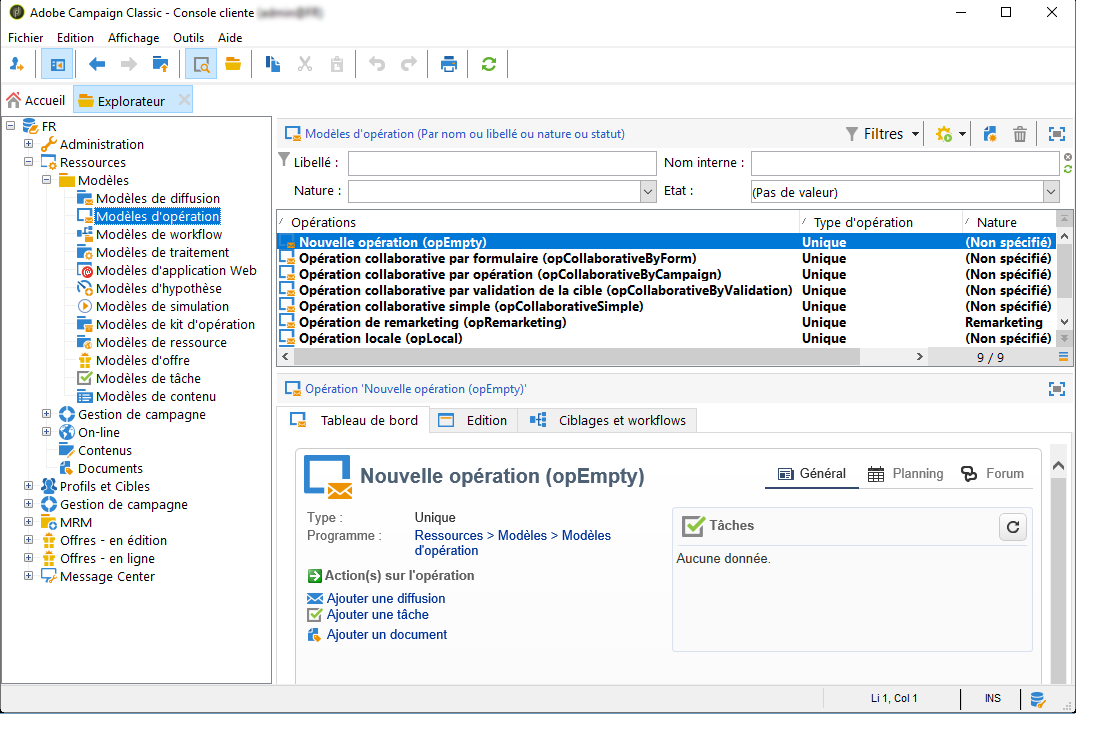 Adobe Campaign Classic - Console cliente
Fichier Edition Affichage Outils Aide
Accueil Explorateur
FR
Administration
Ressources
Modèles
Modèles de diffusion
Modèles d'opération
Modèles de workflow
Modèles de traitement
Modèles d'application Web
Modèles d'hypothèse
Modèles de simulation
Modèles de kit d'opération
Modèles de ressource
Modèles d'offre
Modèles de tâche
Modèles de contenu
Gestion de campagne
On-line
Contenus
Documents
Profils et Cibles
Gestion de campagne
MRM
Offres - en édition
Offres - en ligne
Message Center
Modèles d'opération (Par nom ou libellé ou nature ou statut) Filtres
Libellé : Nom interne :
Nature : Etat : (Pas de valeur)
Opérations Type d'opération Nature
Nouvelle opération (opEmpty) Unique (Non spécifié)
Opération collaborative par formulaire (opCollaborativeByForm) Unique (Non spécifié)
Opération collaborative par opération (opCollaborativeByCampaign) Unique (Non spécifié)
Opération collaborative par validation de la cible (opCollaborativeByValidation) Unique (Non spécifié)
Opération collaborative simple (opCollaborativeSimple) Unique (Non spécifié)
Opération de remarketing (opRemarketing) Unique Remarketing
Opération locale (opLocal) Unique (Non spécifié)
9 / 9
Opération 'Nouvelle opération (opEmpty)'
Tableau de bord Edition Ciblages et workflows
Nouvelle opération (opEmpty) Général Planning Forum
Type : Unique
Programme : Ressources > Modèles > Modèles
d'opération
Action(s) sur l'opération
Ajouter une diffusion
Ajouter une tâche
Ajouter un document
Tâches
Aucune donnée.
Li 1, Col 1 INS